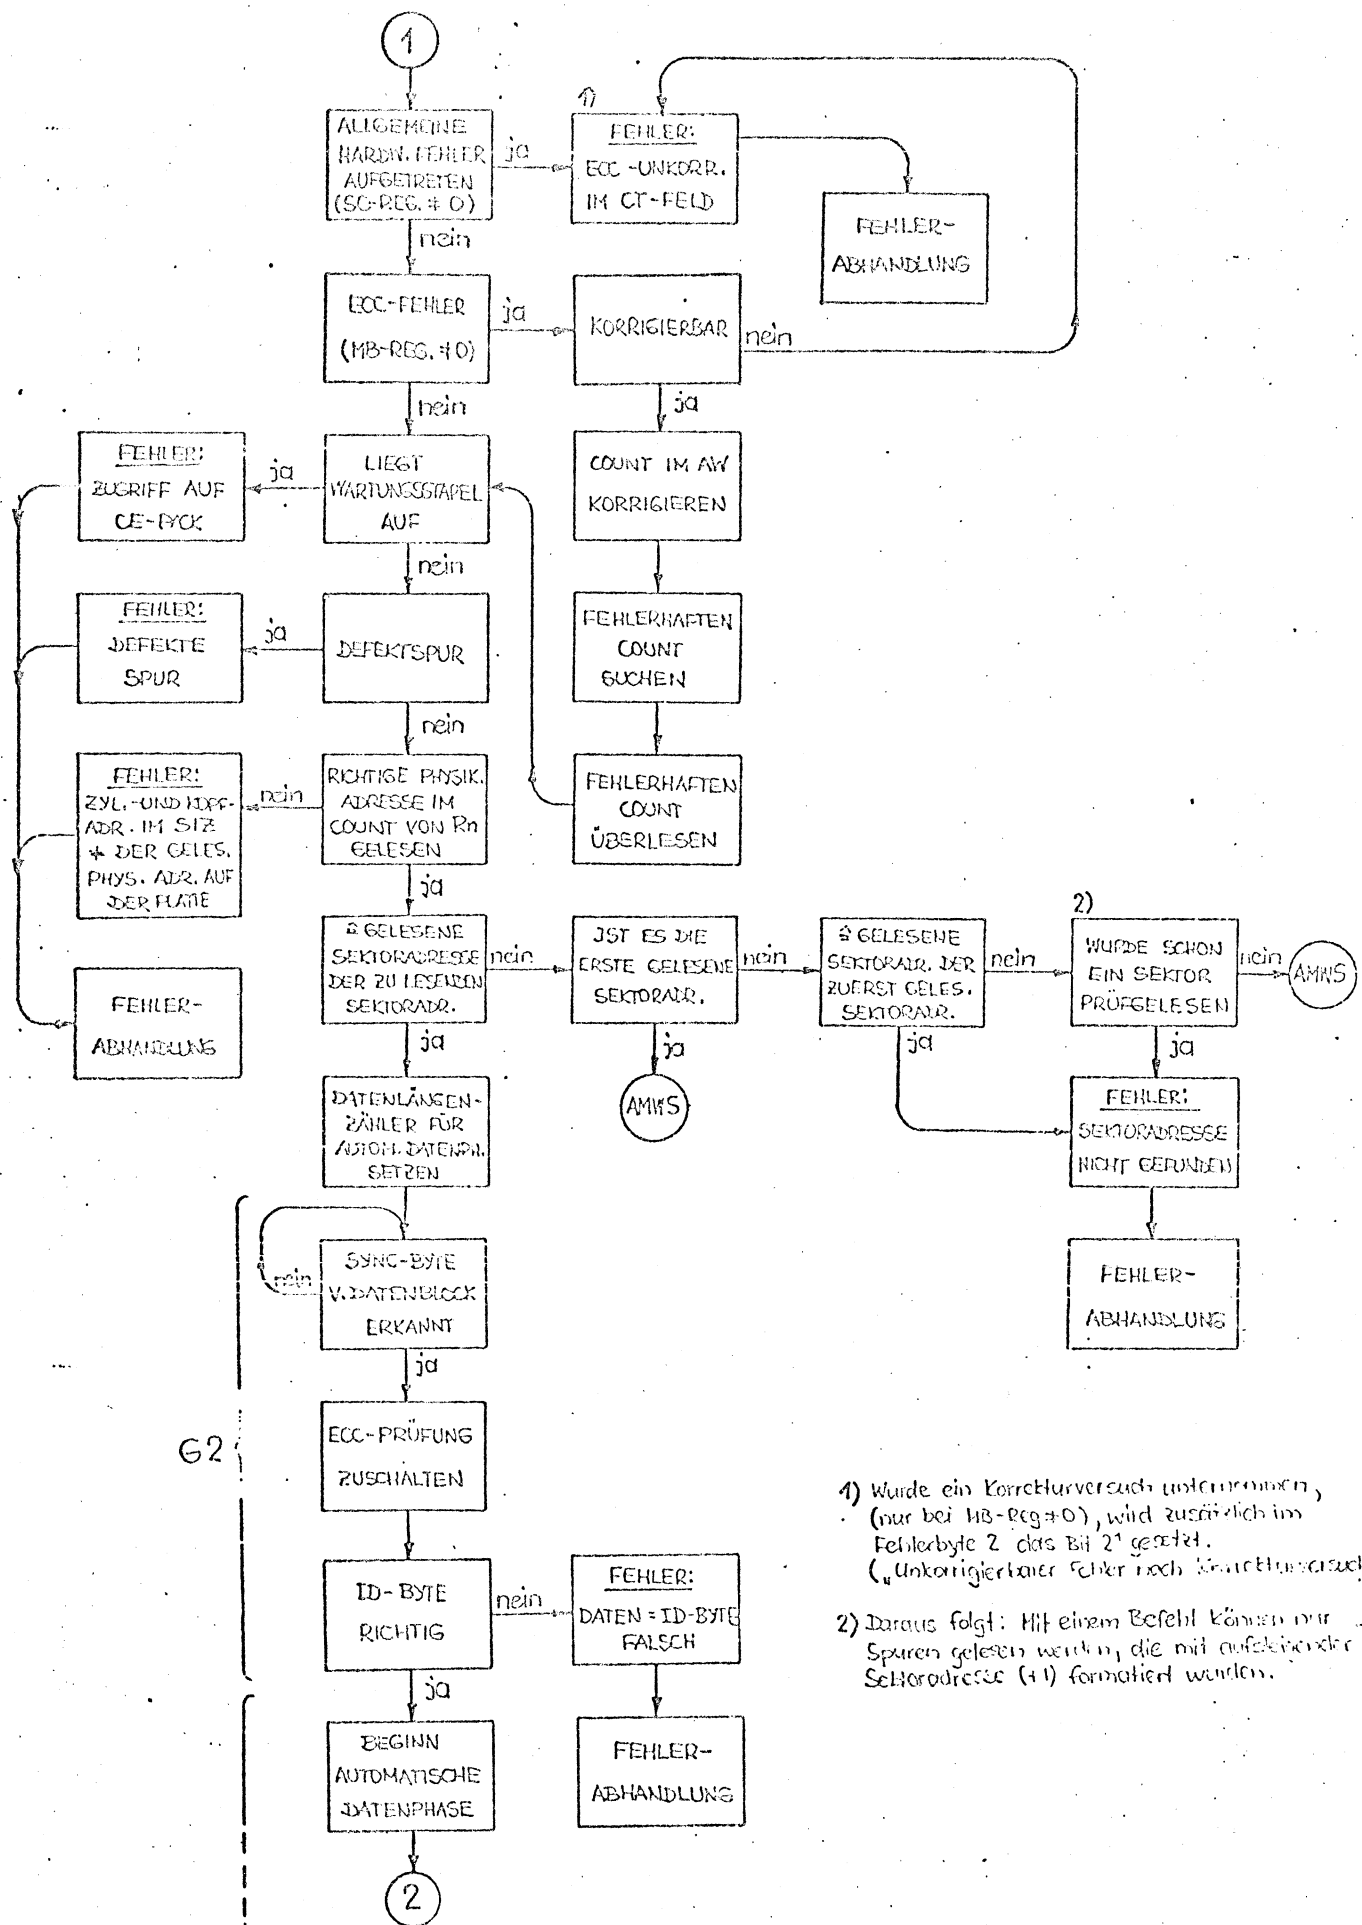 1
ALLGEMEINE
HARDW. FEHLER
AUFGETRETEN
(SC-REG. ≠ 0)
ja
nein
1)
FEHLER:
ECC-UNKORR.
IM CT-FELD
FEHLER-
ABHANDLUNG
ECC-FEHLER
(MB-REG. ≠ 0)
ja
nein
KORRIGIERBAR
nein
ja
FEHLER:
ZUGRIFF AUF
CE-PACK
ja
LIEGT
WARTUNGSSTAPEL
AUF
nein
COUNT IM AW
KORRIGIEREN
FEHLER:
DEFEKTE
SPUR
ja
DEFEKTSPUR
nein
FEHLERHAFTEN
COUNT
SUCHEN
FEHLER:
ZYL.-UND KOPF-
ADR. IM SIZ
≠ DER GELES.
PHYS. ADR. AUF
DER PLATTE
nein
RICHTIGE PHYSIK.
ADRESSE IM
COUNT VON Rn
GELESEN
ja
FEHLERHAFTEN
COUNT
ÜBERLESEN
FEHLER-
ABHANDLUNG
≙ GELESENE
SEKTORADRESSE
DER ZU LESENDEN
SEKTORADR.
nein
ja
IST ES DIE
ERSTE GELESENE
SEKTORADR.
nein
ja
AMWS
≙ GELESENE
SEKTORADR. DER
ZUERST GELES.
SEKTORADR.
nein
ja
2)
WURDE SCHON
EIN SEKTOR
PRÜFGELESEN
nein
AMWS
ja
FEHLER:
SEKTORADRESSE
NICHT GEFUNDEN
FEHLER-
ABHANDLUNG
DATENLÄNGEN-
ZÄHLER FÜR
AUTOM. DATENPH.
SETZEN
SYNC-BYTE
V. DATENBLOCK
ERKANNT
nein
ja
G2
ECC-PRÜFUNG
ZUSCHALTEN
ID-BYTE
RICHTIG
nein
ja
FEHLER:
DATEN = ID-BYTE
FALSCH
FEHLER-
ABHANDLUNG
BEGINN
AUTOMATISCHE
DATENPHASE
2
1) Wurde ein Korrekturversuch unternommen,
(nur bei MB-Reg ≠ 0), wird zusätzlich im
Fehlerbyte 2 das Bit 2¹ gesetzt.
(„Unkorrigierbarer Fehler nach Korrekturversuch
2) Daraus folgt: Mit einem Befehl können nur
Spuren gelesen werden, die mit aufsteigender
Sektoradresse (+1) formatiert wurden.